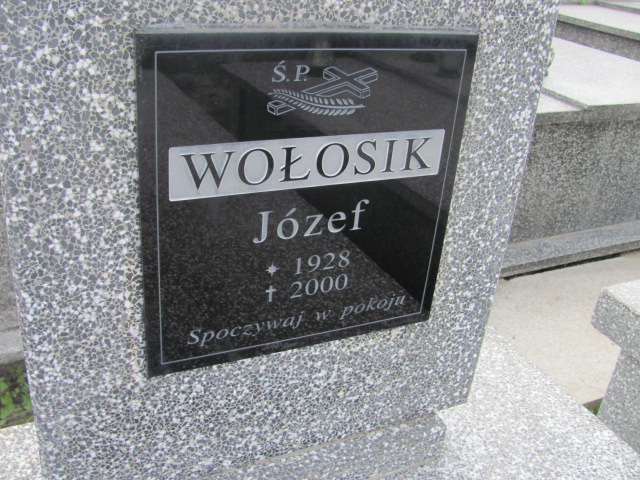 Ś.P.
WOŁOSIK
Józef
* 1928
† 2000
Spoczywaj w pokoju